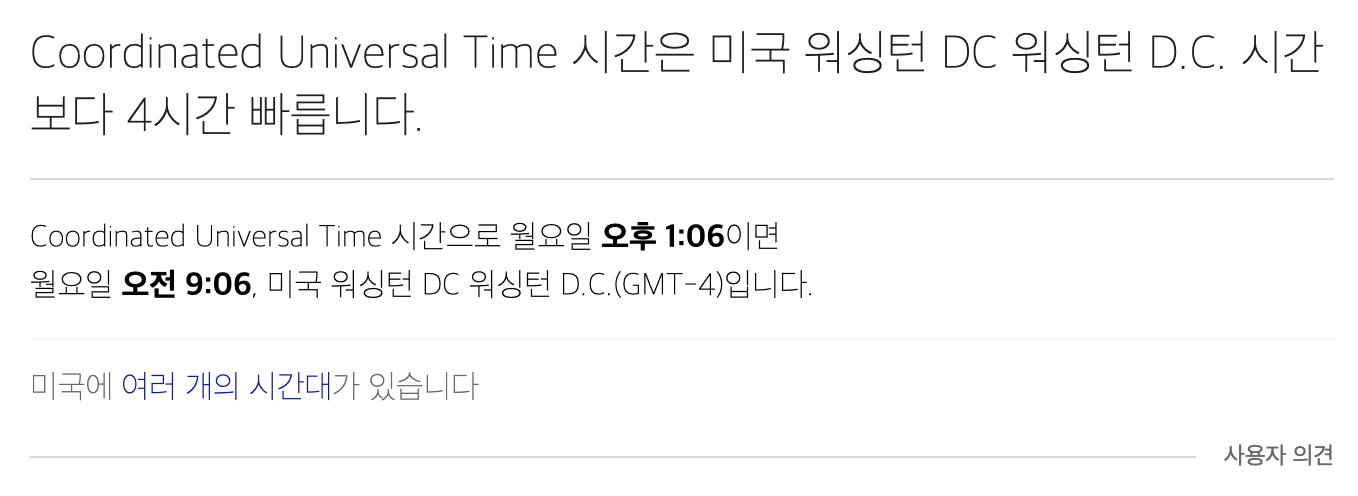 Coordinated Universal Time 시간은 미국 워싱턴 DC 워싱턴 D.C. 시간
보다 4시간 빠릅니다.
Coordinated Universal Time 시간으로 월요일 오후 1:06이면
월요일 오전 9:06, 미국 워싱턴 DC 워싱턴 D.C.(GMT-4)입니다.
미국에 여러 개의 시간대가 있습니다
사용자 의견